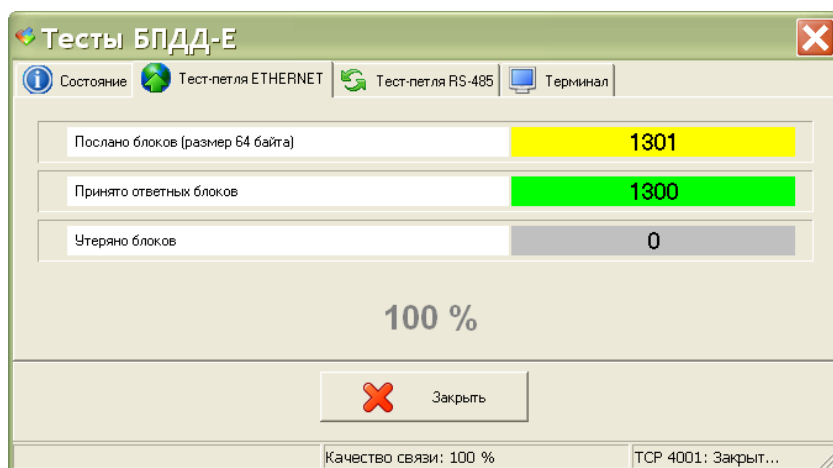 Тесты БПДД-Е
Состояние Тест-петля ETHERNET Тест-петля RS-485 Терминал
Послано блоков (размер 64 байта) 1301
Принято ответных блоков 1300
Утеряно блоков 0
100 %
Закрыть
Качество связи: 100 % TCP 4001: Закрыт...